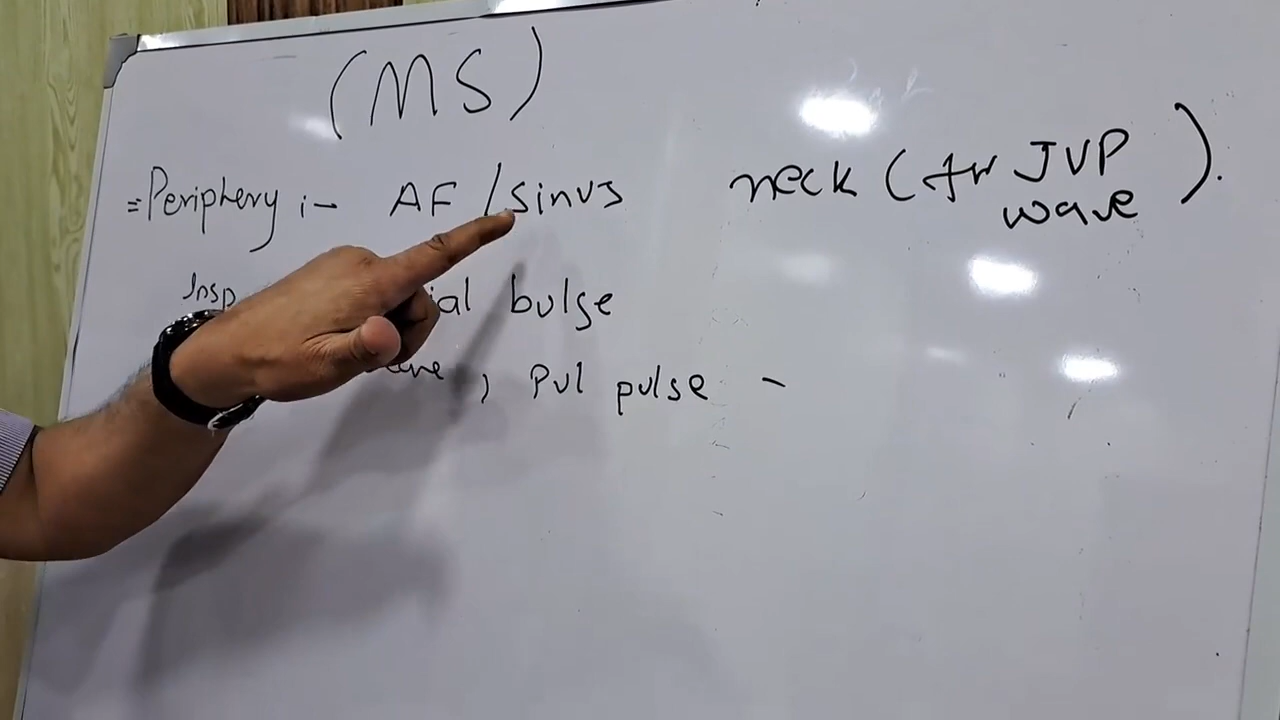 (MS)
=Periphery :- AF / sinus neck (for JVP wave).
Insp ial bulge
, Pul pulse -